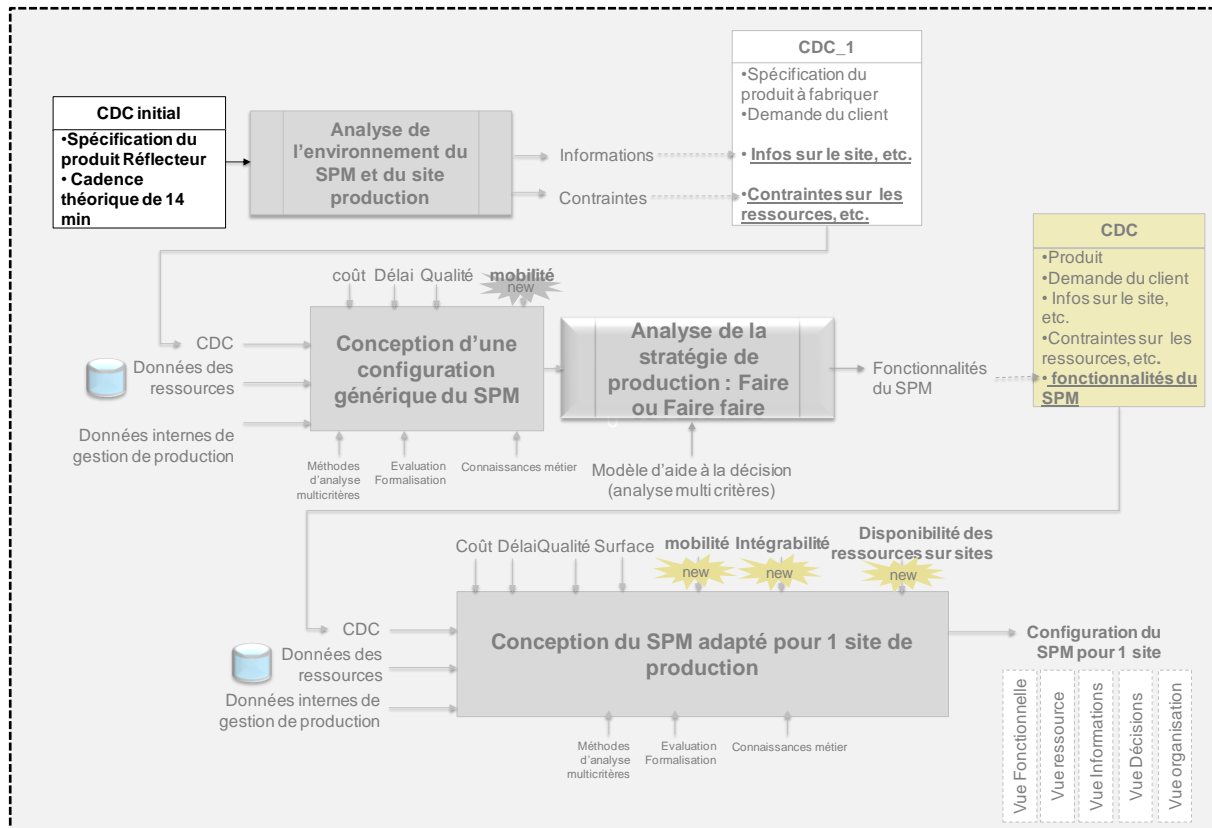 CDC initial
•Spécification du
produit Réflecteur
• Cadence
théorique de 14
min
Analyse de
l'environnement du
SPM et du site
production
Informations
Contraintes
CDC_1
•Spécification du
produit à fabriquer
•Demande du client
• Infos sur le site, etc.
•Contraintes sur les
ressources, etc.
coût Délai Qualité mobilité
new
CDC
Données des
ressources
Données internes de
gestion de production
Conception d'une
configuration
générique du SPM
Méthodes
d'analyse
multicritères
Evaluation
Formalisation
Connaissances métier
Analyse de la
stratégie de
production : Faire
ou Faire faire
Modèle d'aide à la décision
(analyse multi critères)
Fonctionnalités
du SPM
CDC
•Produit
•Demande du client
• Infos sur le site,
etc.
•Contraintes sur les
ressources, etc.
• fonctionnalités du
SPM
Coût Délai Qualité Surface mobilité Intégrabilité
Disponibilité des
ressources sur sites
new
new
new
CDC
Données des
ressources
Données internes de
gestion de production
Conception du SPM adapté pour 1 site de
production
Méthodes
d'analyse
multicritères
Evaluation
Formalisation
Connaissances métier
Configuration du
SPM pour 1 site
Vue Fonctionnelle
Vue ressource
Vue Informations
Vue Décisions
Vue organisation